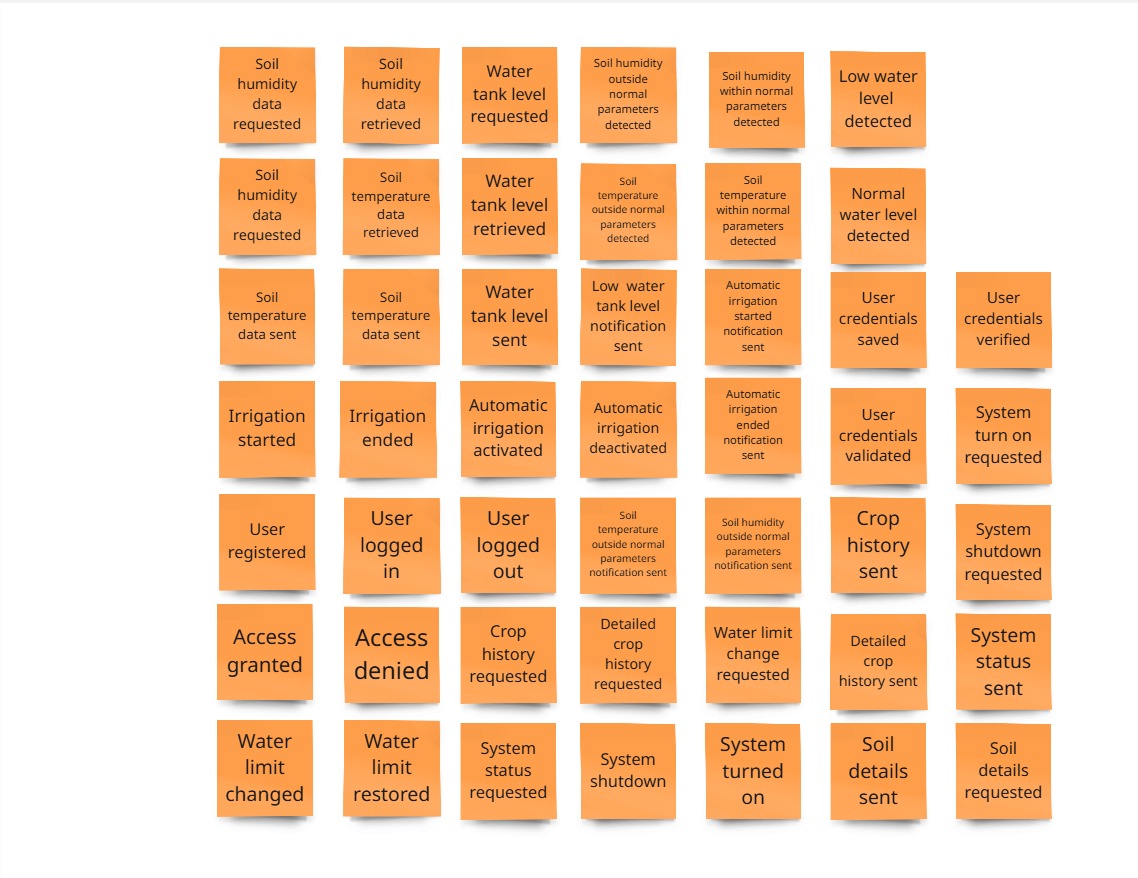 Soil
humidity
data
requested
Soil
humidity
data
retrieved
Water
tank level
requested
Soil humidity
outside
normal
parameters
detected
Soil humidity
within normal
parameters
detected
Low water
level
detected
Soil
humidity
data
requested
Soil
temperature
data
retrieved
Water
tank level
retrieved
Soil
temperature
outside normal
parameters
detected
Soil
temperature
within normal
parameters
detected
Normal
water level
detected
Soil
temperature
data sent
Soil
temperature
data sent
Water
tank level
sent
Low water
tank level
notification
sent
Automatic
irrigation
started
notification
sent
User
credentials
saved
User
credentials
verified
Irrigation
started
Irrigation
ended
Automatic
irrigation
activated
Automatic
irrigation
deactivated
Automatic
irrigation
ended
notification
sent
User
credentials
validated
System
turn on
requested
User
registered
User
logged
in
User
logged
out
Soil
temperature
outside normal
parameters
notification sent
Soil humidity
outside normal
parameters
notification sent
Crop
history
sent
System
shutdown
requested
Access
granted
Access
denied
Crop
history
requested
Detailed
crop
history
requested
Water limit
change
requested
Detailed
crop
history sent
System
status
sent
Water
limit
changed
Water
limit
restored
System
status
requested
System
shutdown
System
turned
on
Soil
details
sent
Soil
details
requested